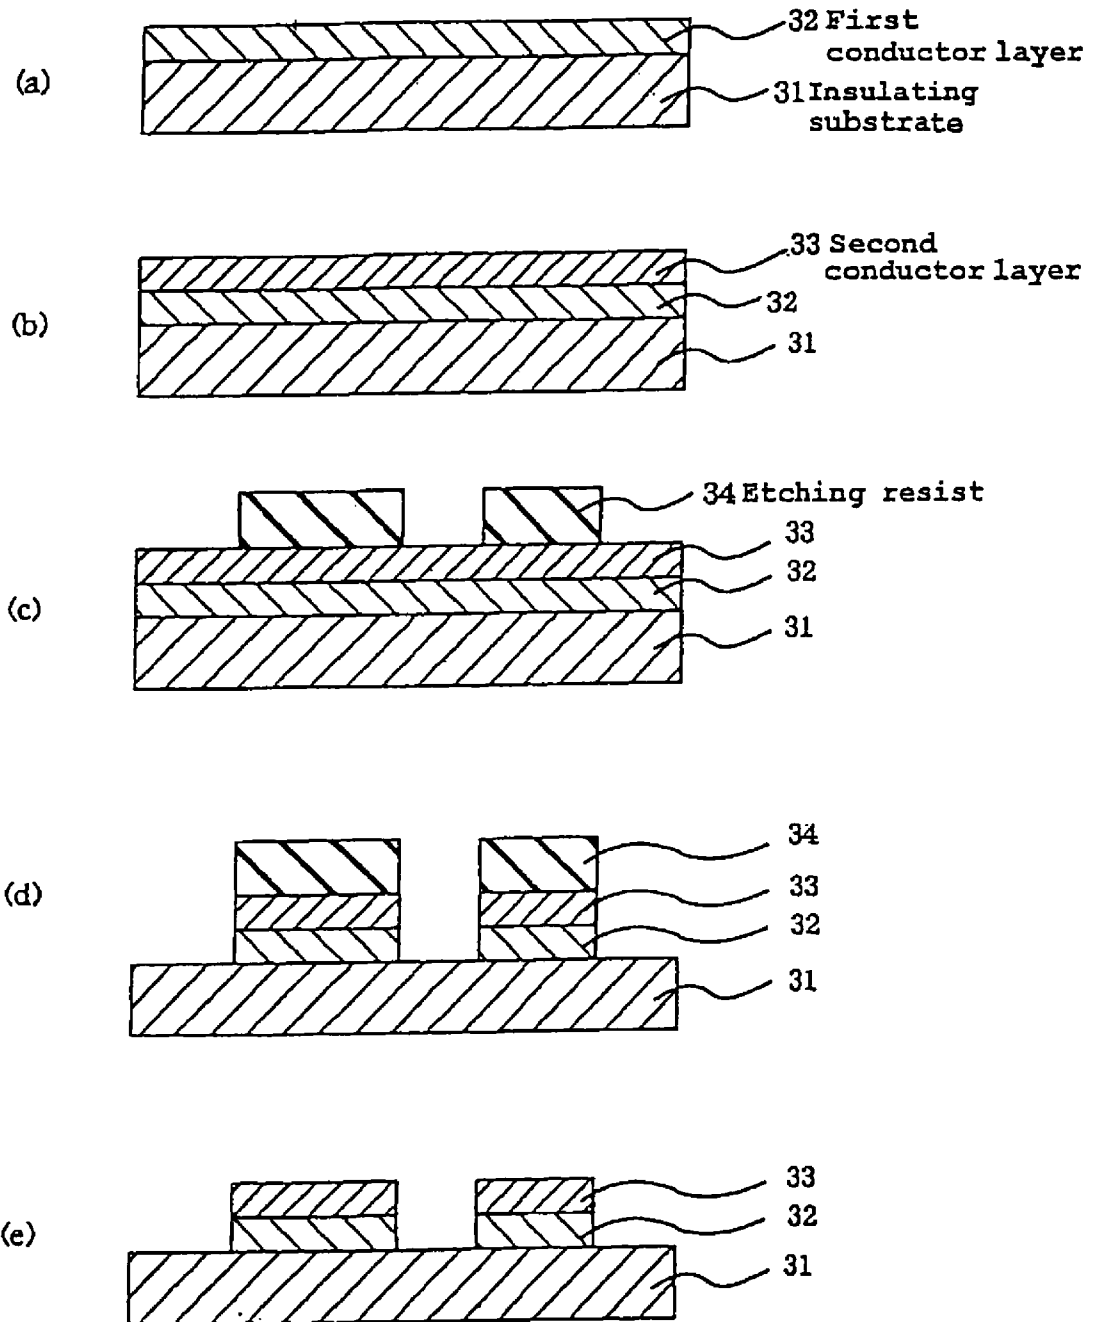 32 First
conductor layer
(a)
31 Insulating
substrate
33 Second
conductor layer
32
(b)
31
34 Etching resist
33
32
(c)
31
34
33
(d)
32
31
33
32
(e)
31